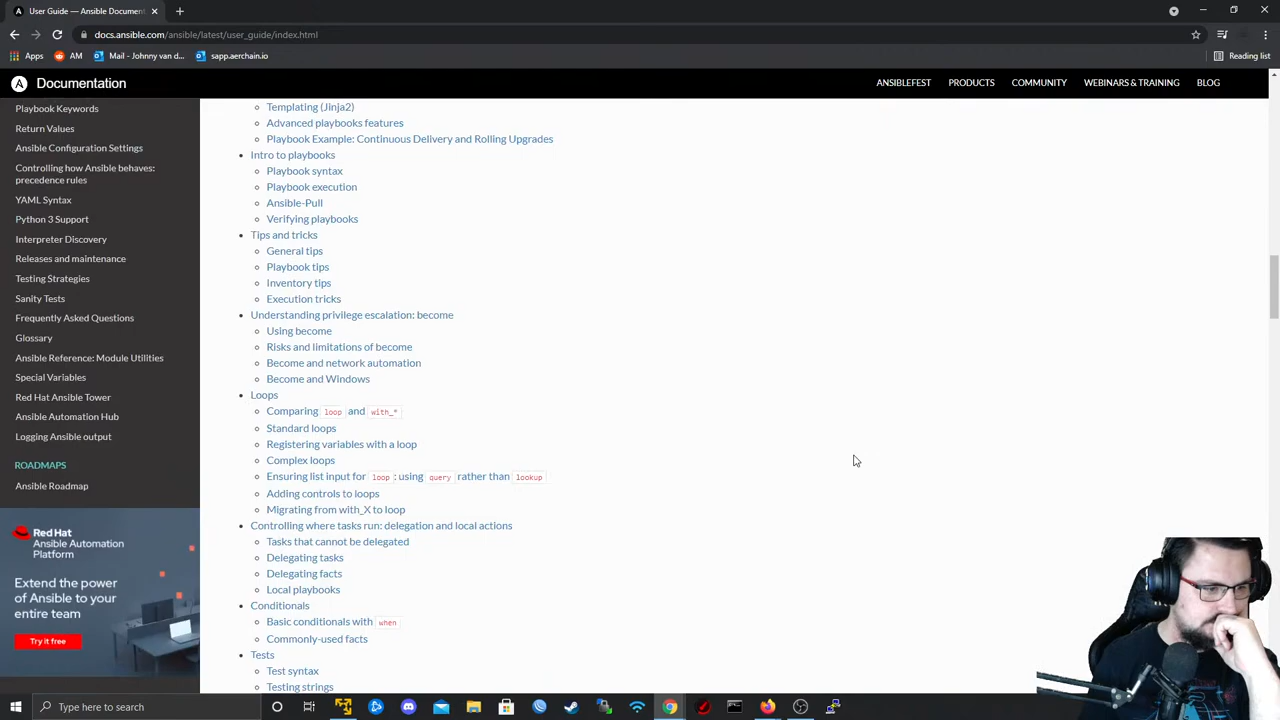 User Guide — Ansible Document
docs.ansible.com/ansible/latest/user_guide/index.html
Apps
AM
Mail - Johnny van d
sapp.aerchain.io
Reading list
Documentation
ANSIBLEFEST
PRODUCTS
COMMUNITY
WEBINARS & TRAINING
BLOG
Playbook Keywords
Return Values
Ansible Configuration Settings
Controlling how Ansible behaves:
precedence rules
YAML Syntax
Python 3 Support
Interpreter Discovery
Releases and maintenance
Testing Strategies
Sanity Tests
Frequently Asked Questions
Glossary
Ansible Reference: Module Utilities
Special Variables
Red Hat Ansible Tower
Ansible Automation Hub
Logging Ansible output
ROADMAPS
Ansible Roadmap
Red Hat
Ansible Automation
Platform
Extend the power
of Ansible to your
entire team
Try it free
Templating (Jinja2)
Advanced playbooks features
Playbook Example: Continuous Delivery and Rolling Upgrades
Intro to playbooks
Playbook syntax
Playbook execution
Ansible-Pull
Verifying playbooks
Tips and tricks
General tips
Playbook tips
Inventory tips
Execution tricks
Understanding privilege escalation: become
Using become
Risks and limitations of become
Become and network automation
Become and Windows
Loops
Comparing loop and with_*
Standard loops
Registering variables with a loop
Complex loops
Ensuring list input for loop : using query rather than lookup
Adding controls to loops
Migrating from with_X to loop
Controlling where tasks run: delegation and local actions
Tasks that cannot be delegated
Delegating tasks
Delegating facts
Local playbooks
Conditionals
Basic conditionals with when
Commonly-used facts
Tests
Test syntax
Testing strings
Type here to search